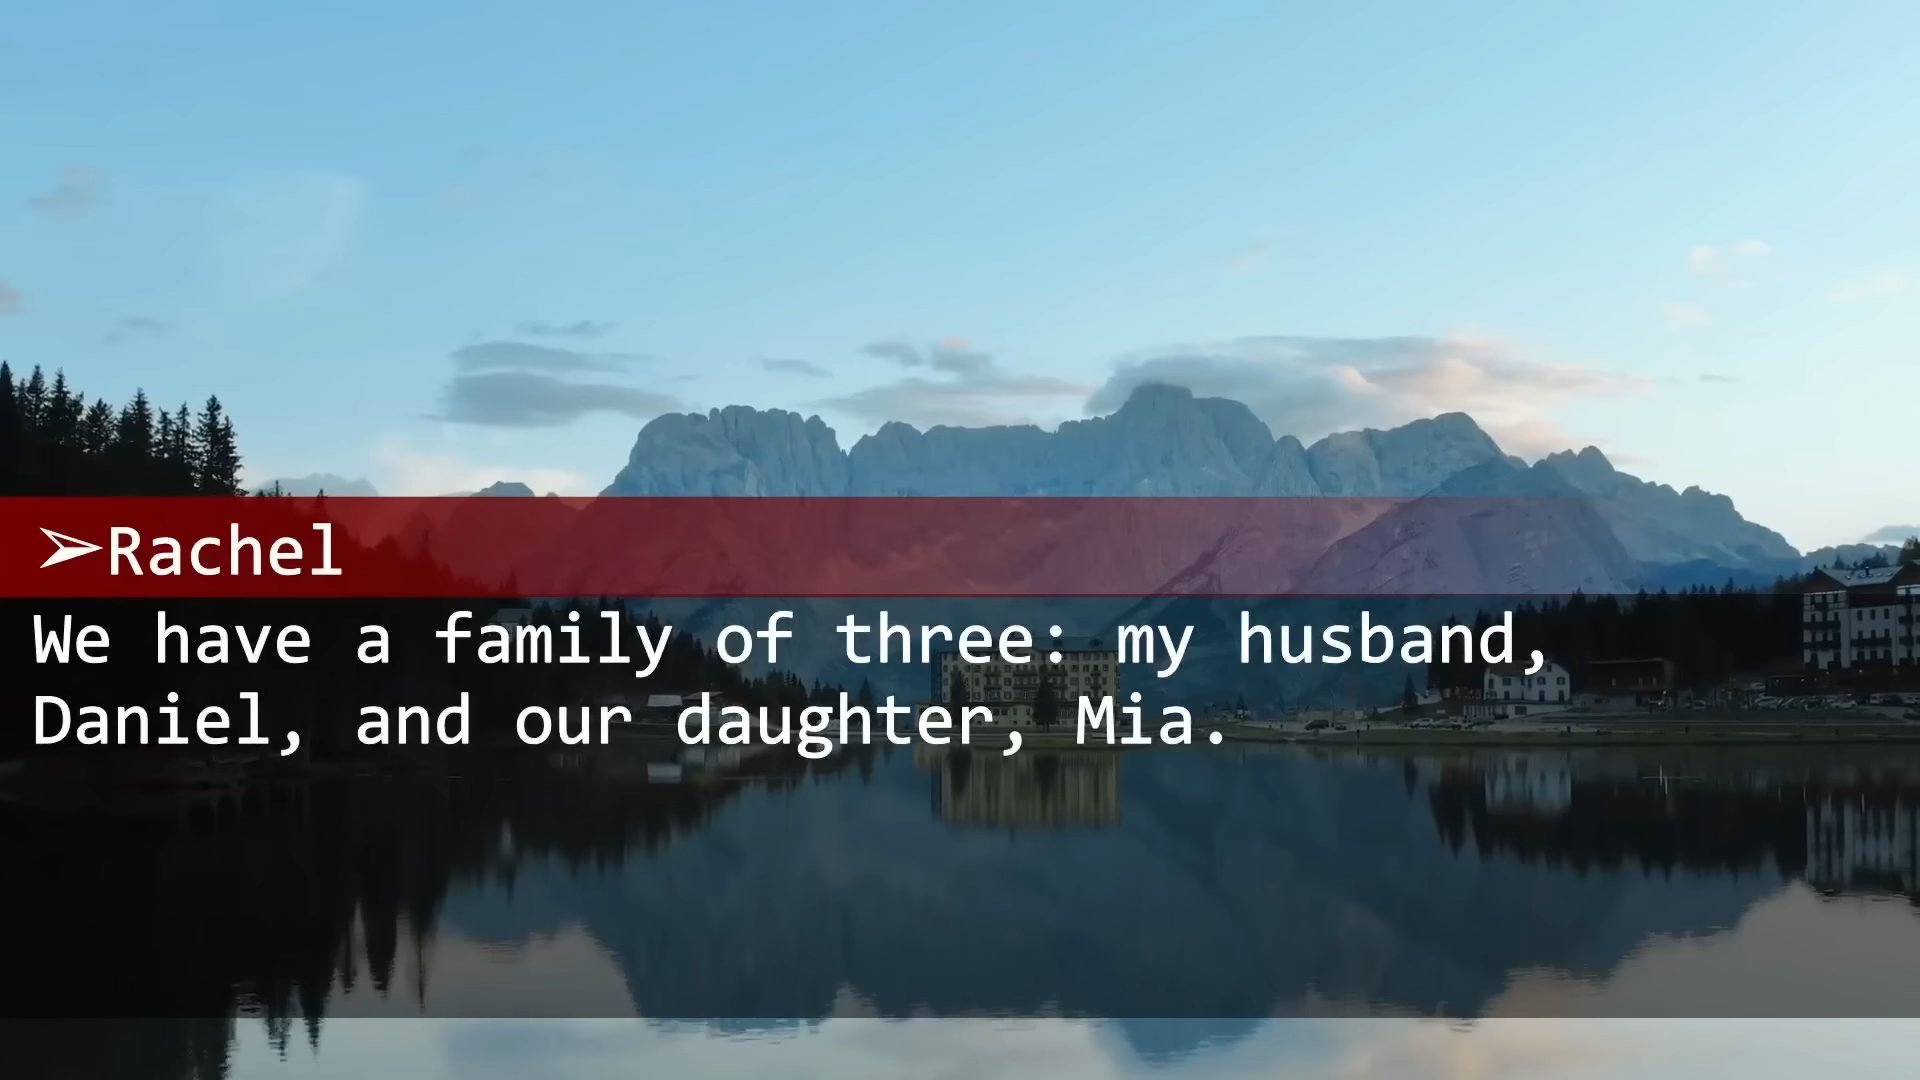 ➢Rachel
We have a family of three: my husband,
Daniel, and our daughter, Mia.